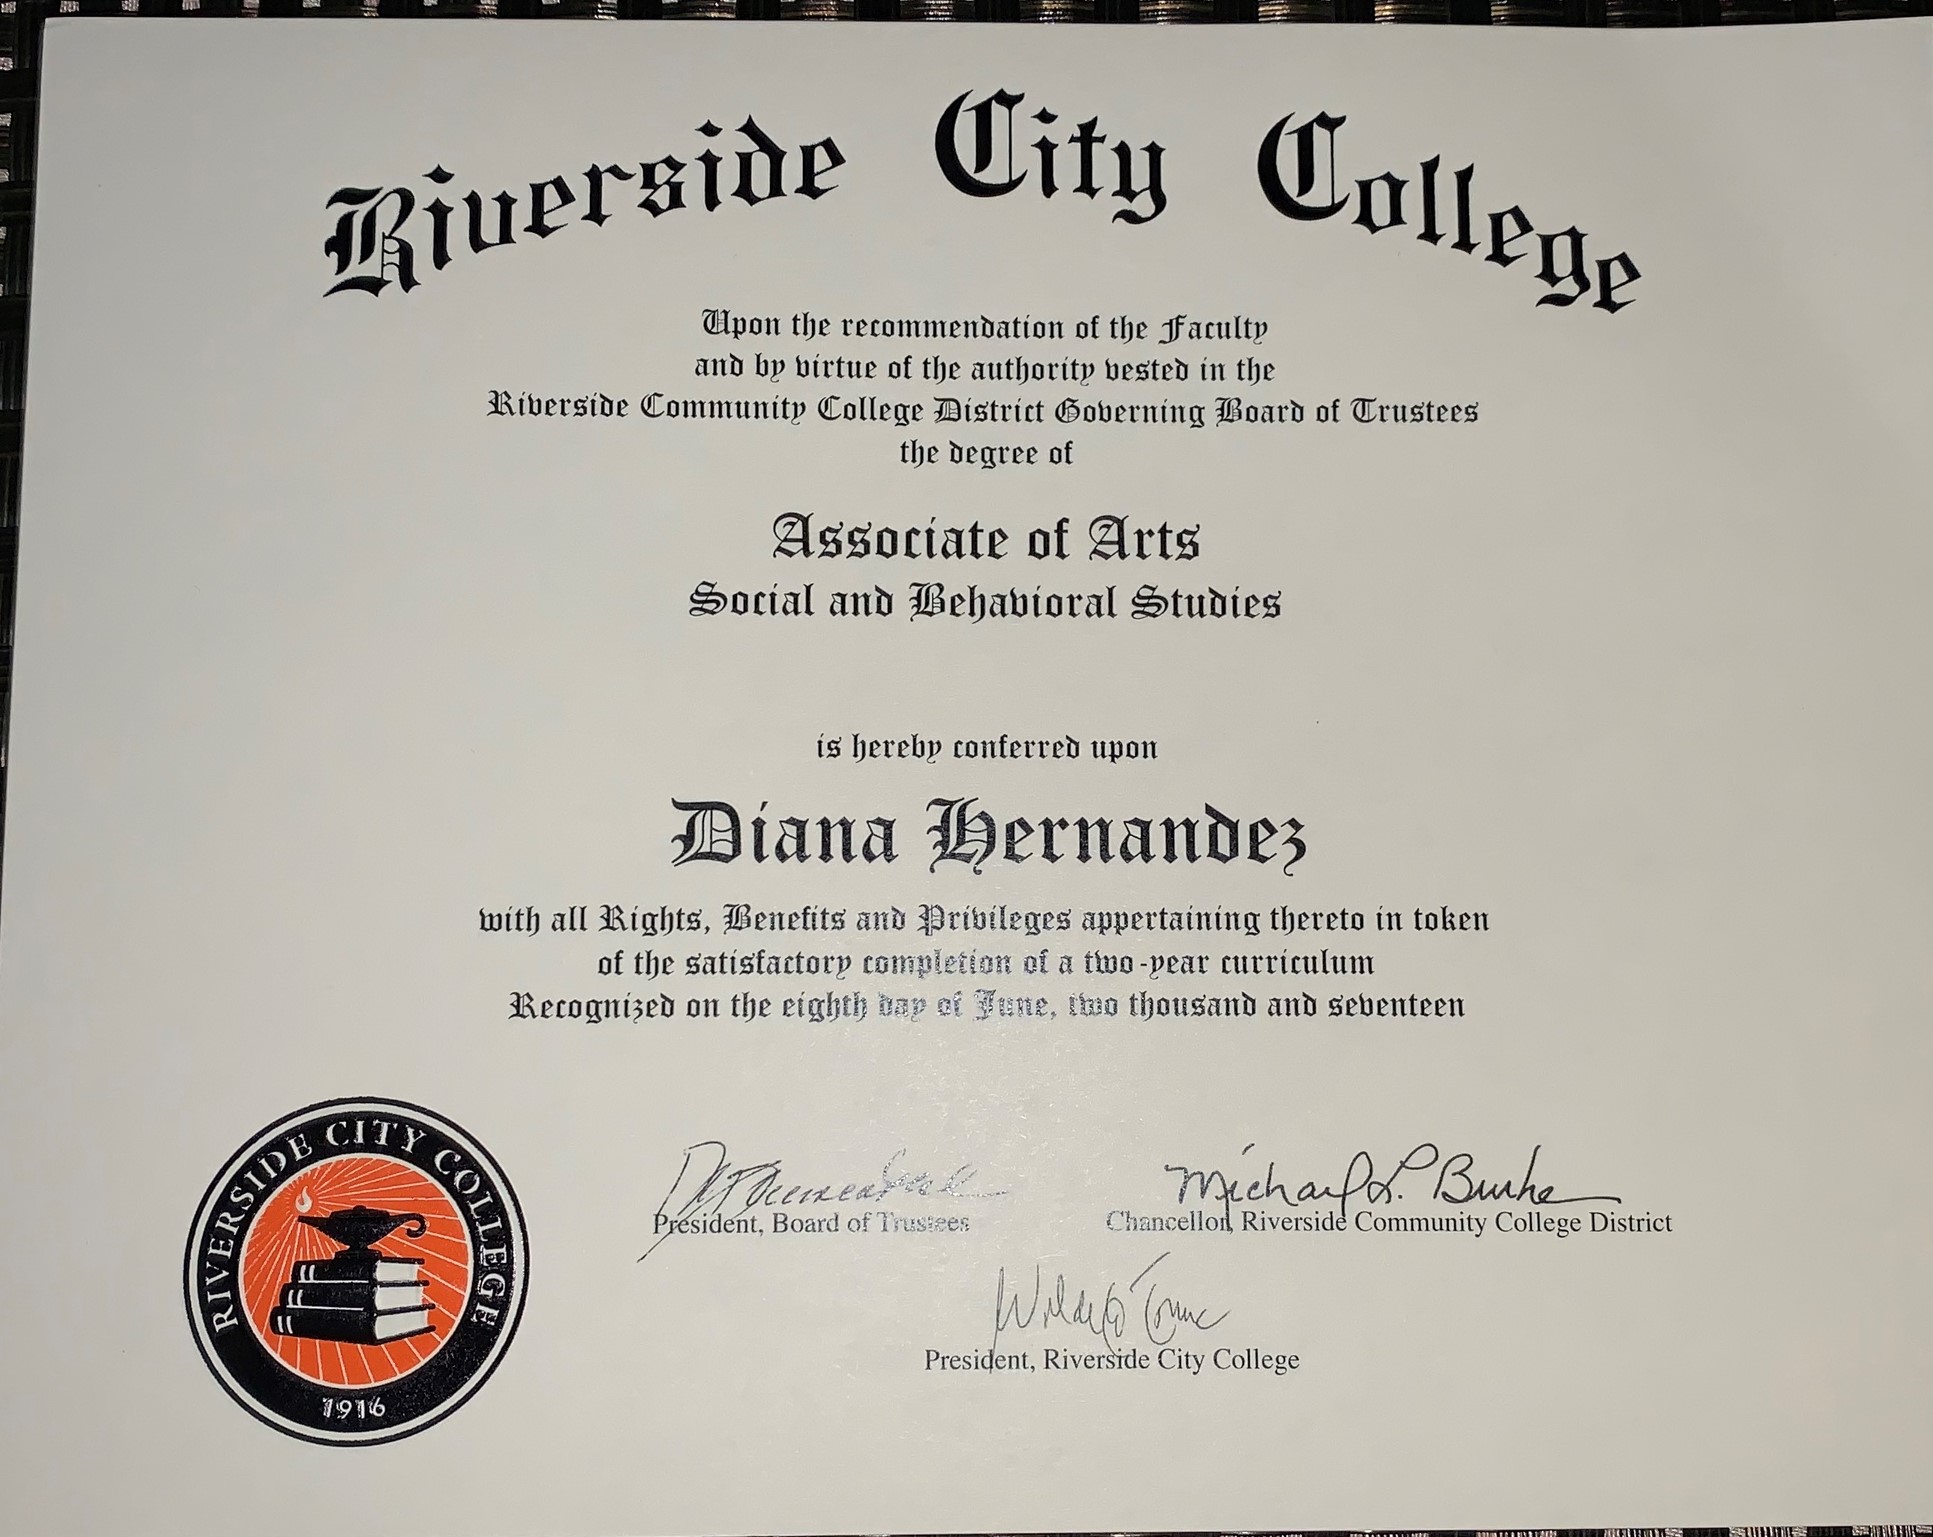 Riverside City College
Upon the recommendation of the Faculty
and by virtue of the authority vested in the
Riverside Community College District Governing Board of Trustees
the degree of
Associate of Arts
Social and Behavioral Studies
is hereby conferred upon
Diana Hernandez
with all Rights, Benefits and Privileges appertaining thereto in token
of the satisfactory completion of a two-year curriculum
Recognized on the eighth day of June, two thousand and seventeen
RIVERSIDE CITY COLLEGE
1916
President, Board of Trustees
Michael L. Burke
Chancellor, Riverside Community College District
President, Riverside City College